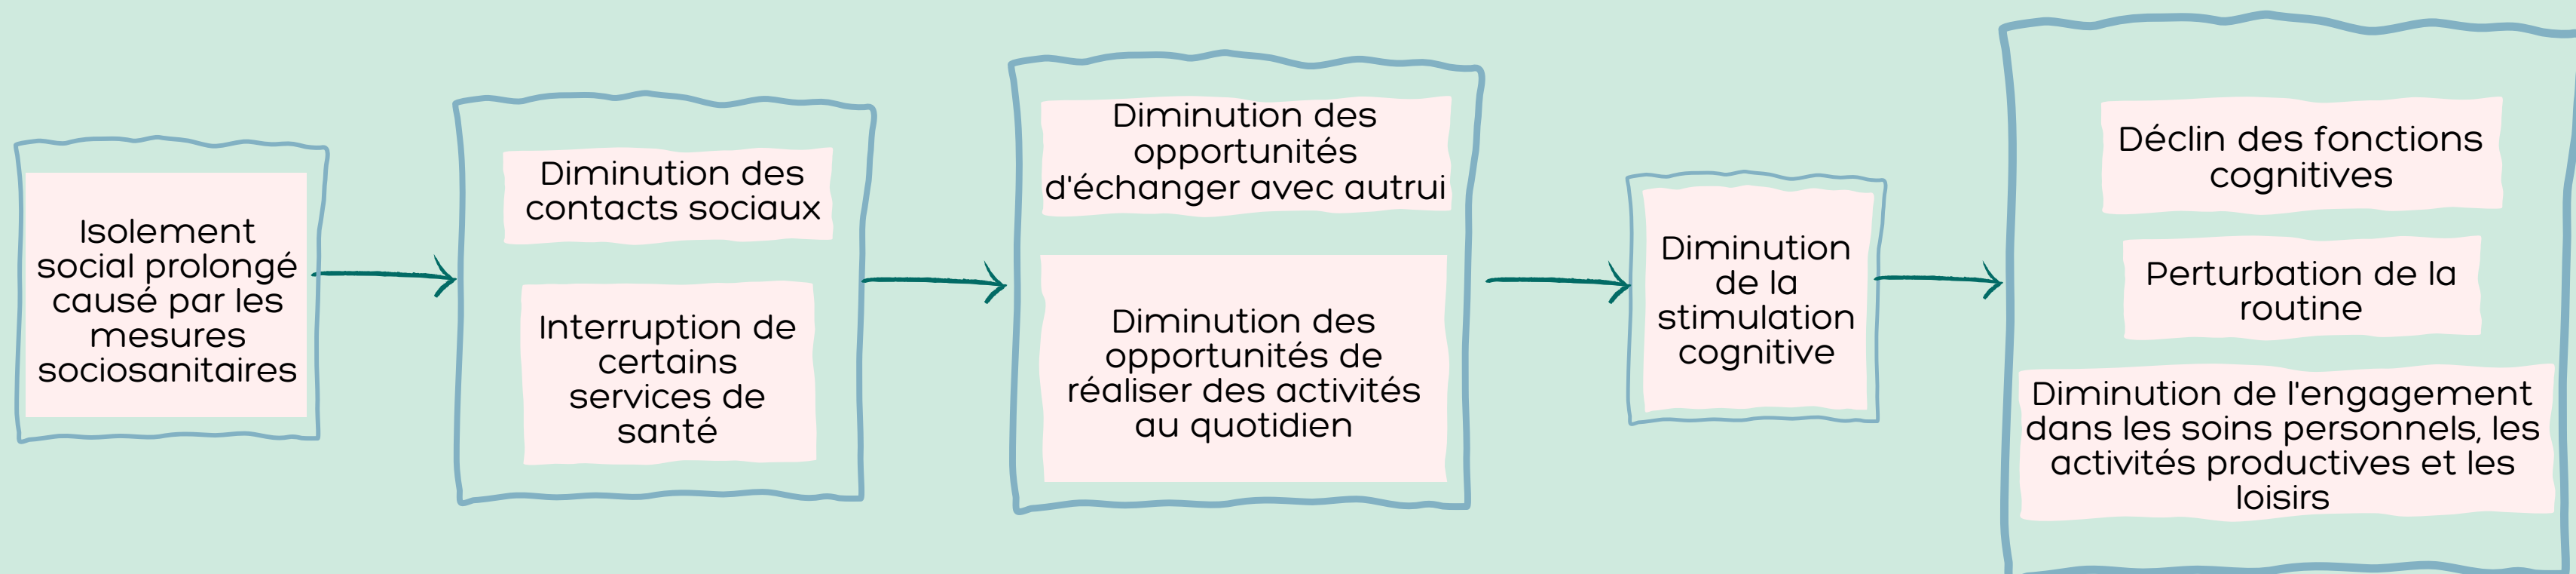 Isolement
social prolongé
causé par les
mesures
sociosanitaires
Diminution des
contacts sociaux
Interruption de
certains
services de
santé
Diminution des
opportunités
d'échanger avec autrui
Diminution des
opportunités de
réaliser des activités
au quotidien
Diminution
de la
stimulation
cognitive
Déclin des fonctions
cognitives
Perturbation de la
routine
Diminution de l'engagement
dans les soins personnels, les
activités productives et les
loisirs